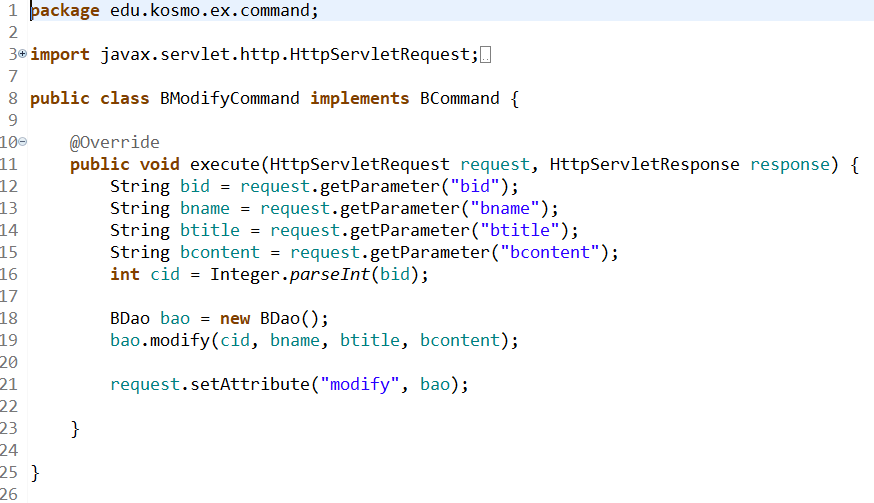 1 package edu.kosmo.ex.command;
2
3 import javax.servlet.http.HttpServletRequest;
7
8 public class BModifyCommand implements BCommand {
9
10     @Override
11     public void execute(HttpServletRequest request, HttpServletResponse response) {
12         String bid = request.getParameter("bid");
13         String bname = request.getParameter("bname");
14         String btitle = request.getParameter("btitle");
15         String bcontent = request.getParameter("bcontent");
16         int cid = Integer.parseInt(bid);
17
18         BDao bao = new BDao();
19         bao.modify(cid, bname, btitle, bcontent);
20
21         request.setAttribute("modify", bao);
22
23     }
24
25 }
26